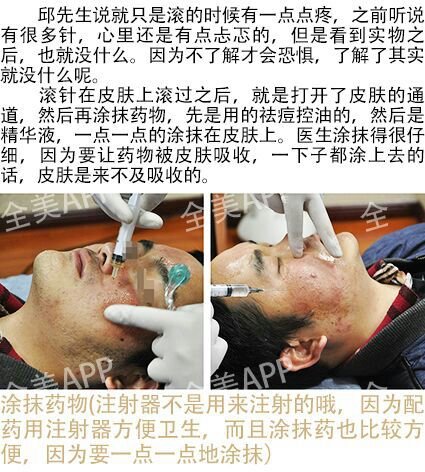 邱先生说就只是滚的时候有一点点疼，之前听说
有很多针，心里还是有点忐忑的，但是看到实物之
后，也就没什么。因为不了解才会恐惧，了解了其实
就没什么呢。
滚针在皮肤上滚过之后，就是打开了皮肤的通
道，然后再涂抹药物，先是用的祛痘控油的，然后是
精华液，一点一点的涂抹在皮肤上。医生涂抹得很仔
细，因为要让药物被皮肤吸收，一下子都涂上去的
话，皮肤是来不及吸收的。
全美APP
全美APP
全美APP
全美APP
涂抹药物(注射器不是用来注射的哦，因为配
药用注射器方便卫生，而且涂抹药也比较方
便，因为要一点一点地涂抹)